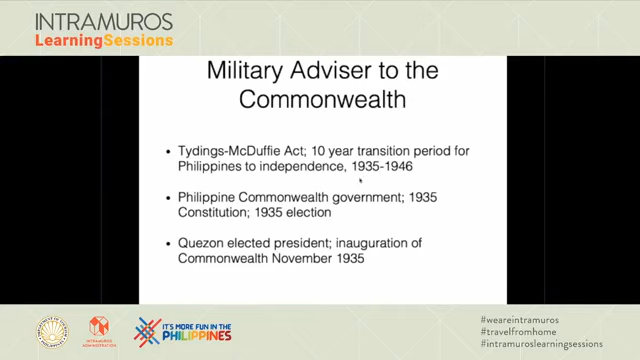 INTRAMUROS
LearningSessions
Military Adviser to the
Commonwealth
• Tydings-McDuffie Act; 10 year transition period for
Philippines to independence, 1935-1946
• Philippine Commonwealth government; 1935
Constitution; 1935 election
• Quezon elected president; inauguration of
Commonwealth November 1935
INTRAMUROS
ADMINISTRATION
IT'S MORE FUN IN THE
PHILIPPINES
#weareintramuros
#travelfromhome
#intramuroslearningsessions